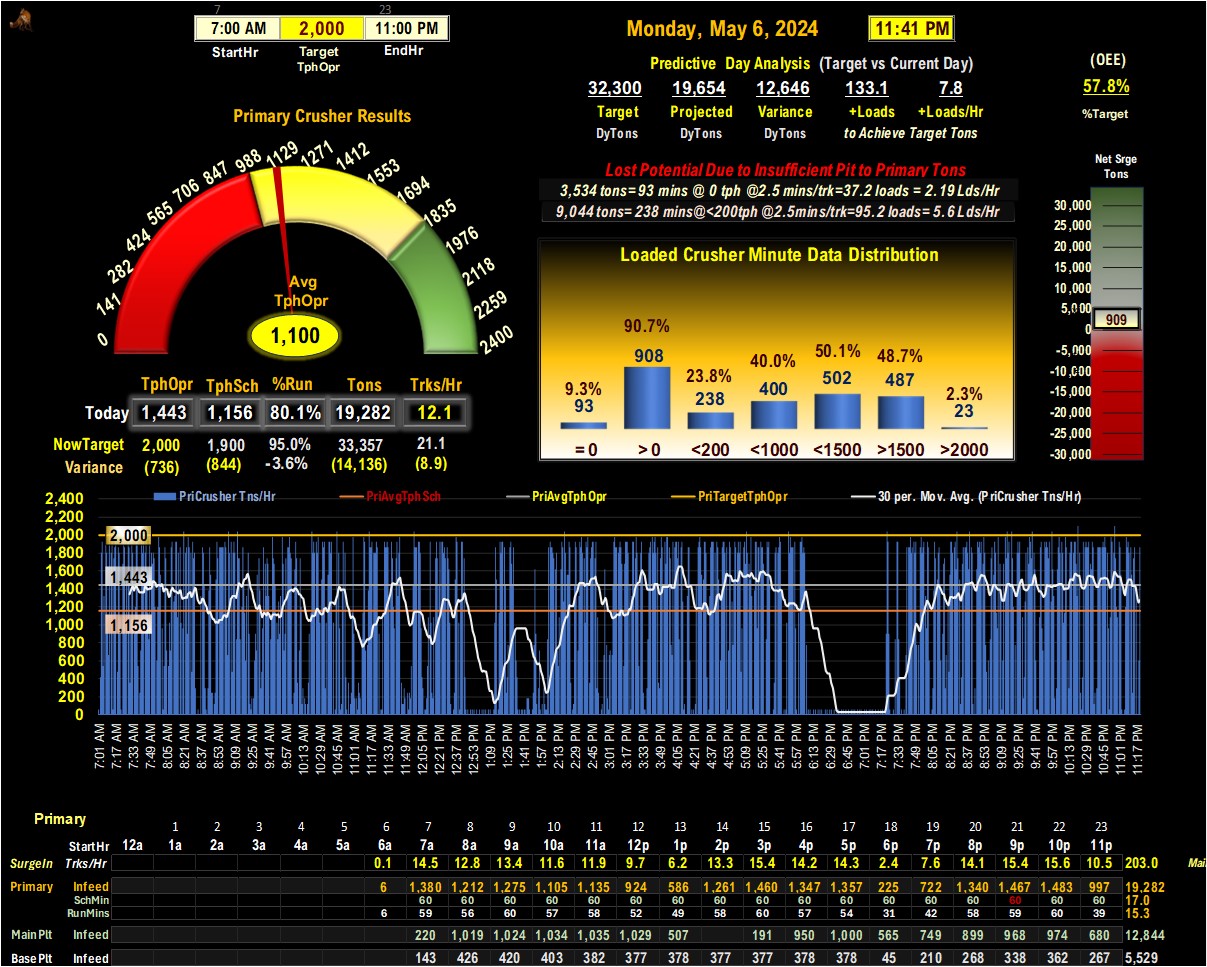 7 23
7:00 AM 2,000 11:00 PM
StartHr Target TphOpr EndHr
Monday, May 6, 2024 11:41 PM
Predictive Day Analysis (Target vs Current Day)
32,300 19,654 12,646 133.1 7.8
Target Projected Variance +Loads +Loads/Hr
DyTons DyTons DyTons to Achieve Target Tons
(OEE)
57.8%
%Target
Primary Crusher Results
0 141 282 424 565 706 847 988 1129 1271 1412 1553 1694 1835 1976 2118 2259 2400
Avg
TphOpr
1,100
Lost Potential Due to Insufficient Pit to Primary Tons
3,534 tons=93 mins @ 0 tph @2.5 mins/trk=37.2 loads = 2.19 Lds/Hr
9,044 tons= 238 mins@<200tph @2.5mins/trk=95.2 loads= 5.6 Lds/Hr
Net Srge
Tons
30,000
25,000
20,000
15,000
10,000
5,000
909
0
-5,000
-10,000
-15,000
-20,000
-25,000
-30,000
Loaded Crusher Minute Data Distribution
9.3% 90.7% 23.8% 40.0% 50.1% 48.7% 2.3%
93 908 238 400 502 487 23
=0 >0 <200 <1000 <1500 >1500 >2000
TphOpr TphSch %Run Tons Trks/Hr
Today 1,443 1,156 80.1% 19,282 12.1
NowTarget 2,000 1,900 95.0% 33,357 21.1
Variance (736) (844) -3.6% (14,136) (8.9)
PriCrusher Tns/Hr PriAvgTphSch PriAvgTphOpr PriTargetTphOpr 30 per. Mov. Avg. (PriCrusher Tns/Hr)
2,400
2,200
2,000
1,800
1,600
1,400
1,200
1,000
800
600
400
200
0
2,000
1,443
1,156
7:01 AM 7:17 AM 7:33 AM 7:49 AM 8:05 AM 8:21 AM 8:37 AM 8:53 AM 9:09 AM 9:25 AM 9:41 AM 9:57 AM 10:13 AM 10:29 AM 10:45 AM 11:01 AM 11:17 AM 11:33 AM 11:49 AM 12:05 PM 12:21 PM 12:37 PM 12:53 PM 1:09 PM 1:25 PM 1:41 PM 1:57 PM 2:13 PM 2:29 PM 2:45 PM 3:01 PM 3:17 PM 3:33 PM 3:49 PM 4:05 PM 4:21 PM 4:37 PM 4:53 PM 5:09 PM 5:25 PM 5:41 PM 5:57 PM 6:13 PM 6:29 PM 6:45 PM 7:01 PM 7:17 PM 7:33 PM 7:49 PM 8:05 PM 8:21 PM 8:37 PM 8:53 PM 9:09 PM 9:25 PM 9:41 PM 9:57 PM 10:13 PM 10:29 PM 10:45 PM 11:01 PM 11:17 PM
Primary
1 2 3 4 5 6 7 8 9 10 11 12 13 14 15 16 17 18 19 20 21 22 23
StartHr 12a 1a 2a 3a 4a 5a 6a 7a 8a 9a 10a 11a 12p 1p 2p 3p 4p 5p 6p 7p 8p 9p 10p 11p
SurgeIn Trks/Hr 0.1 14.5 12.8 13.4 11.6 11.9 9.7 6.2 13.3 15.4 14.2 14.3 2.4 7.6 14.1 15.4 15.6 10.5 203.0
Primary Infeed 6 1,380 1,212 1,275 1,105 1,135 924 586 1,261 1,460 1,347 1,357 225 722 1,340 1,467 1,483 997 19,282
SchMin 60 60 60 60 60 60 60 60 60 60 60 60 60 60 60 60 60 17.0
RunMins 6 59 56 60 57 58 52 49 58 60 57 54 31 42 58 59 60 39 15.3
MainPlt Infeed 220 1,019 1,024 1,034 1,035 1,029 507 191 950 1,000 565 749 899 968 974 680 12,844
BasePlt Infeed 143 426 420 403 382 377 378 377 377 378 378 45 210 268 338 362 267 5,529